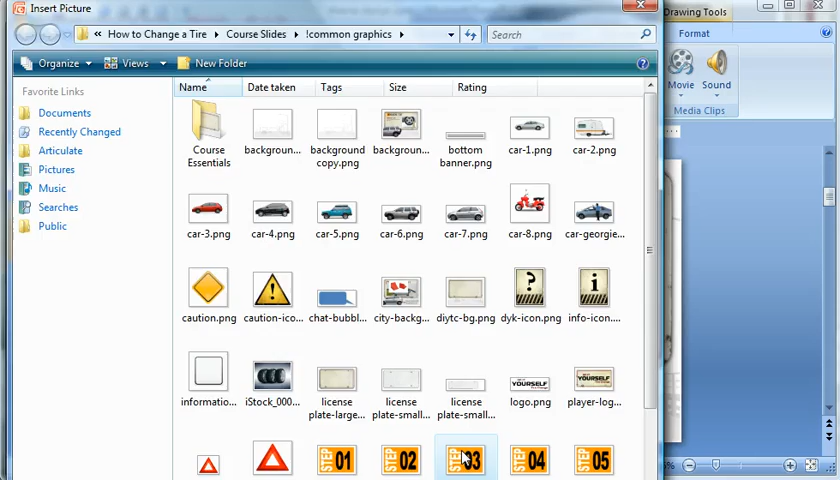 Insert Picture
Drawing Tools
How to Change a Tire
Course Slides
!common graphics
Search
Format
Organize
Views
New Folder
Movie
Sound
Media Clips
Favorite Links
Documents
Recently Changed
Articulate
Pictures
Music
Searches
Public
Name
Date taken
Tags
Size
Rating
Course Essentials
backgroun...
background copy.png
backgroun...
bottom banner.png
car-1.png
car-2.png
car-3.png
car-4.png
car-5.png
car-6.png
car-7.png
car-8.png
car-georgie...
caution.png
caution-ico...
chat-bubbl...
city-backg...
diytc-bg.png
dyk-icon.png
info-icon....
informatio...
iStock_000...
license plate-large...
license plate-small...
license plate-small...
YOURSELF
logo.png
YOURSELF
player-log...
STEP 01
STEP 02
STEP 03
STEP 04
STEP 05